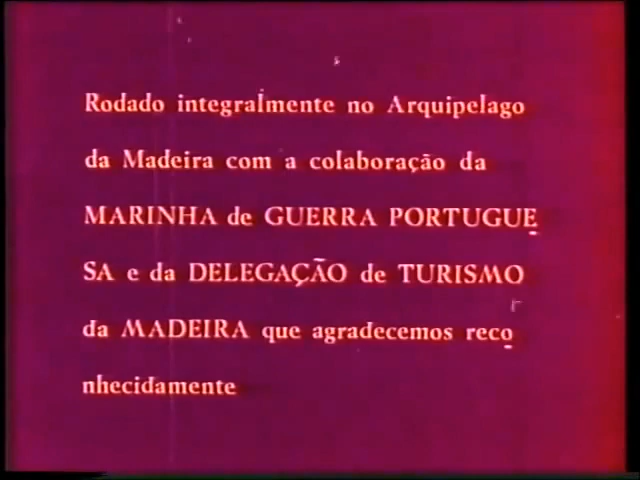 Rodado integralmente no Arquipelago
da Madeira com a colaboração da
MARINHA de GUERRA PORTUGUE
SA e da DELEGAÇÃO de TURISMO
da MADEIRA que agradecemos reco
nhecidamente